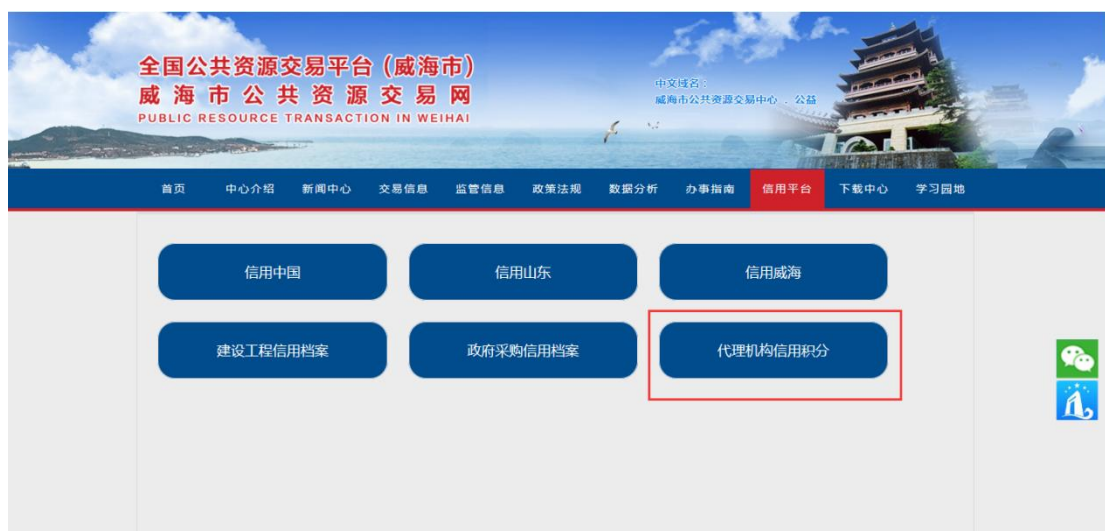 全国公共资源交易平台（威海市）
威海市公共资源交易网
PUBLIC RESOURCE TRANSACTION IN WEIHAI
中文域名：
威海市公共资源交易中心 . 公益
首页 中心介绍 新闻中心 交易信息 监管信息 政策法规 数据分析 办事指南 信用平台 下载中心 学习园地
信用中国 信用山东 信用威海
建设工程信用档案 政府采购信用档案 代理机构信用积分